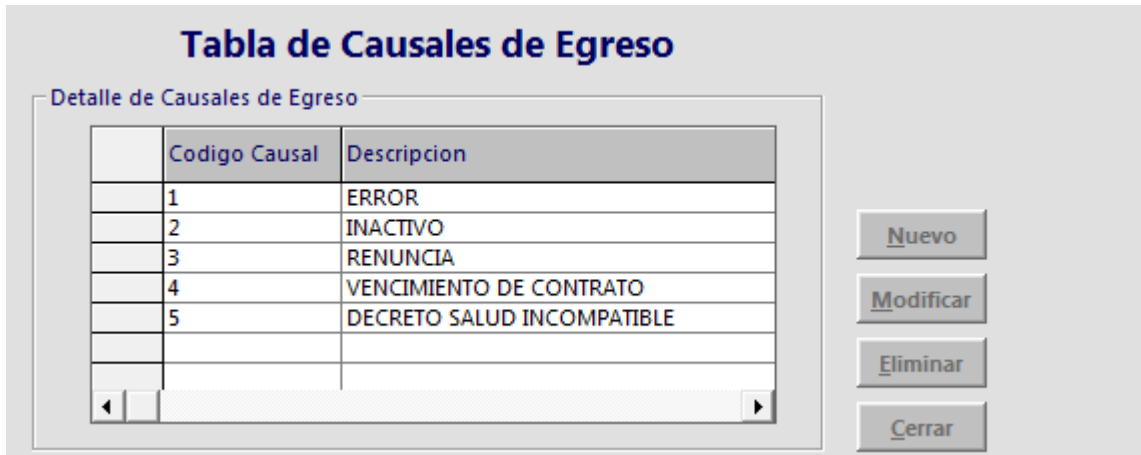 Tabla de Causales de Egreso
Detalle de Causales de Egreso
Codigo Causal Descripcion
1 ERROR
2 INACTIVO
3 RENUNCIA
4 VENCIMIENTO DE CONTRATO
5 DECRETO SALUD INCOMPATIBLE
Nuevo
Modificar
Eliminar
Cerrar